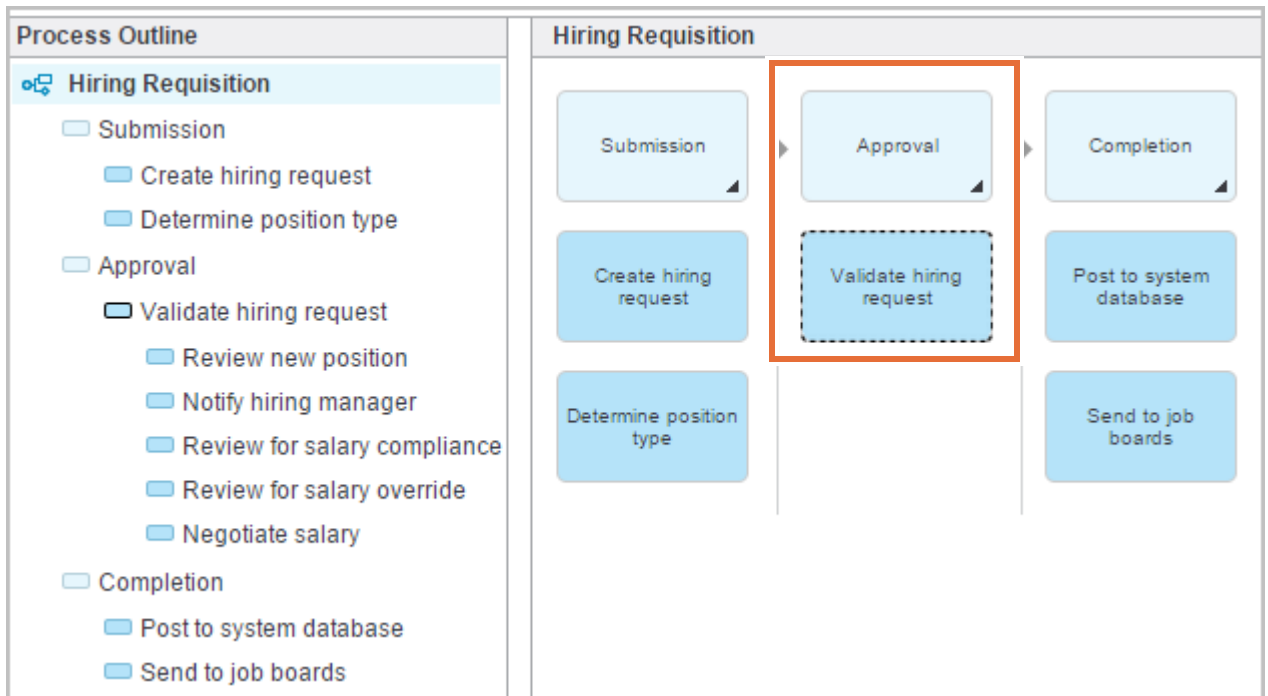 Process Outline
Hiring Requisition
Submission
Create hiring request
Determine position type
Approval
Validate hiring request
Review new position
Notify hiring manager
Review for salary compliance
Review for salary override
Negotiate salary
Completion
Post to system database
Send to job boards
Hiring Requisition
Submission
Approval
Completion
Create hiring
request
Validate hiring
request
Post to system
database
Determine position
type
Send to job
boards